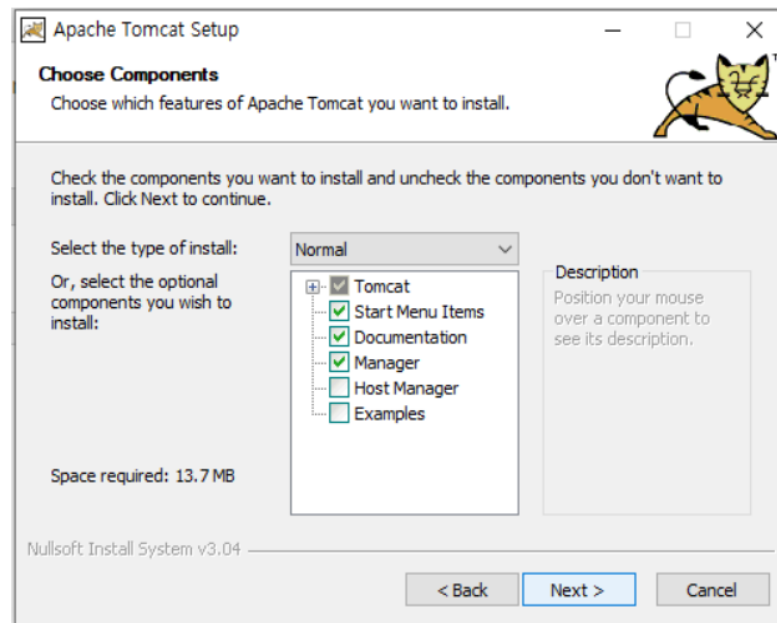 Apache Tomcat Setup
Choose Components
Choose which features of Apache Tomcat you want to install.
Check the components you want to install and uncheck the components you don't want to
install. Click Next to continue.
Select the type of install:
Normal
Or, select the optional
components you wish to
install:
Tomcat
Start Menu Items
Documentation
Manager
Host Manager
Examples
Description
Position your mouse
over a component to
see its description.
Space required: 13.7 MB
Nullsoft Install System v3.04
< Back
Next >
Cancel